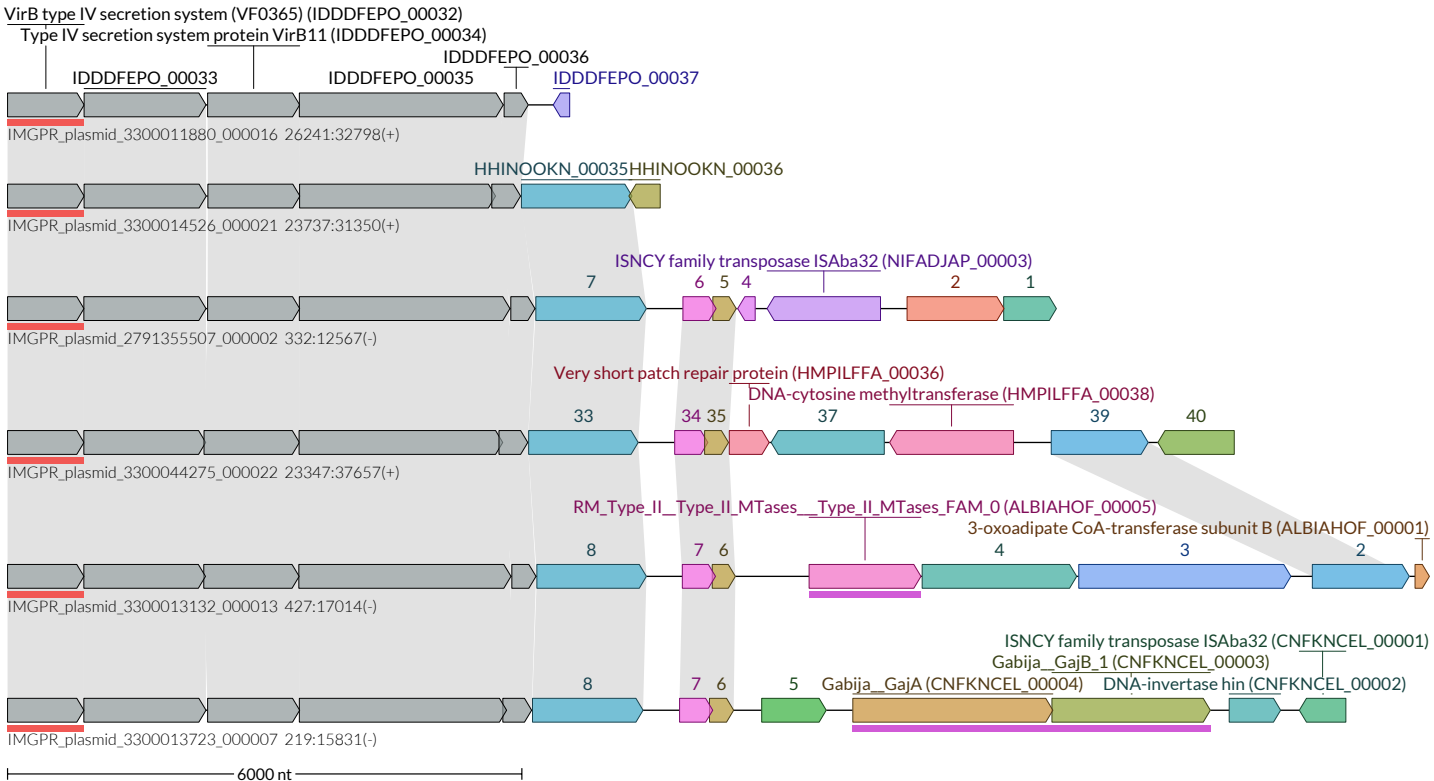 VirB type IV secretion system (VF0365) (IDDDFEPO_00032)
Type IV secretion system protein VirB11 (IDDDFEPO_00034)
IDDDFEPO_00036
IDDDFEPO_00033 IDDDFEPO_00035 IDDDFEPO_00037
IMGPR_plasmid_3300011880_000016 26241:32798(+)
HHINOOKN_00035 HHINOOKN_00036
IMGPR_plasmid_3300014526_000021 23737:31350(+)
ISNCY family transposase ISAba32 (NIFADJAP_00003)
7 6 5 4 2 1
IMGPR_plasmid_2791355507_000002 332:12567(-)
Very short patch repair protein (HMPILFFA_00036)
DNA-cytosine methyltransferase (HMPILFFA_00038)
33 34 35 37 39 40
IMGPR_plasmid_3300044275_000022 23347:37657(+)
RM_Type_II__Type_II_MTases___Type_II_MTases_FAM_0 (ALBIAHOF_00005)
3-oxoadipate CoA-transferase subunit B (ALBIAHOF_00001)
8 7 6 4 3 2
IMGPR_plasmid_3300013132_000013 427:17014(-)
ISNCY family transposase ISAba32 (CNFKNCEL_00001)
Gabija__GajB_1 (CNFKNCEL_00003)
8 7 6 5 Gabija__GajA (CNFKNCEL_00004) DNA-invertase hin (CNFKNCEL_00002)
IMGPR_plasmid_3300013723_000007 219:15831(-)
6000 nt